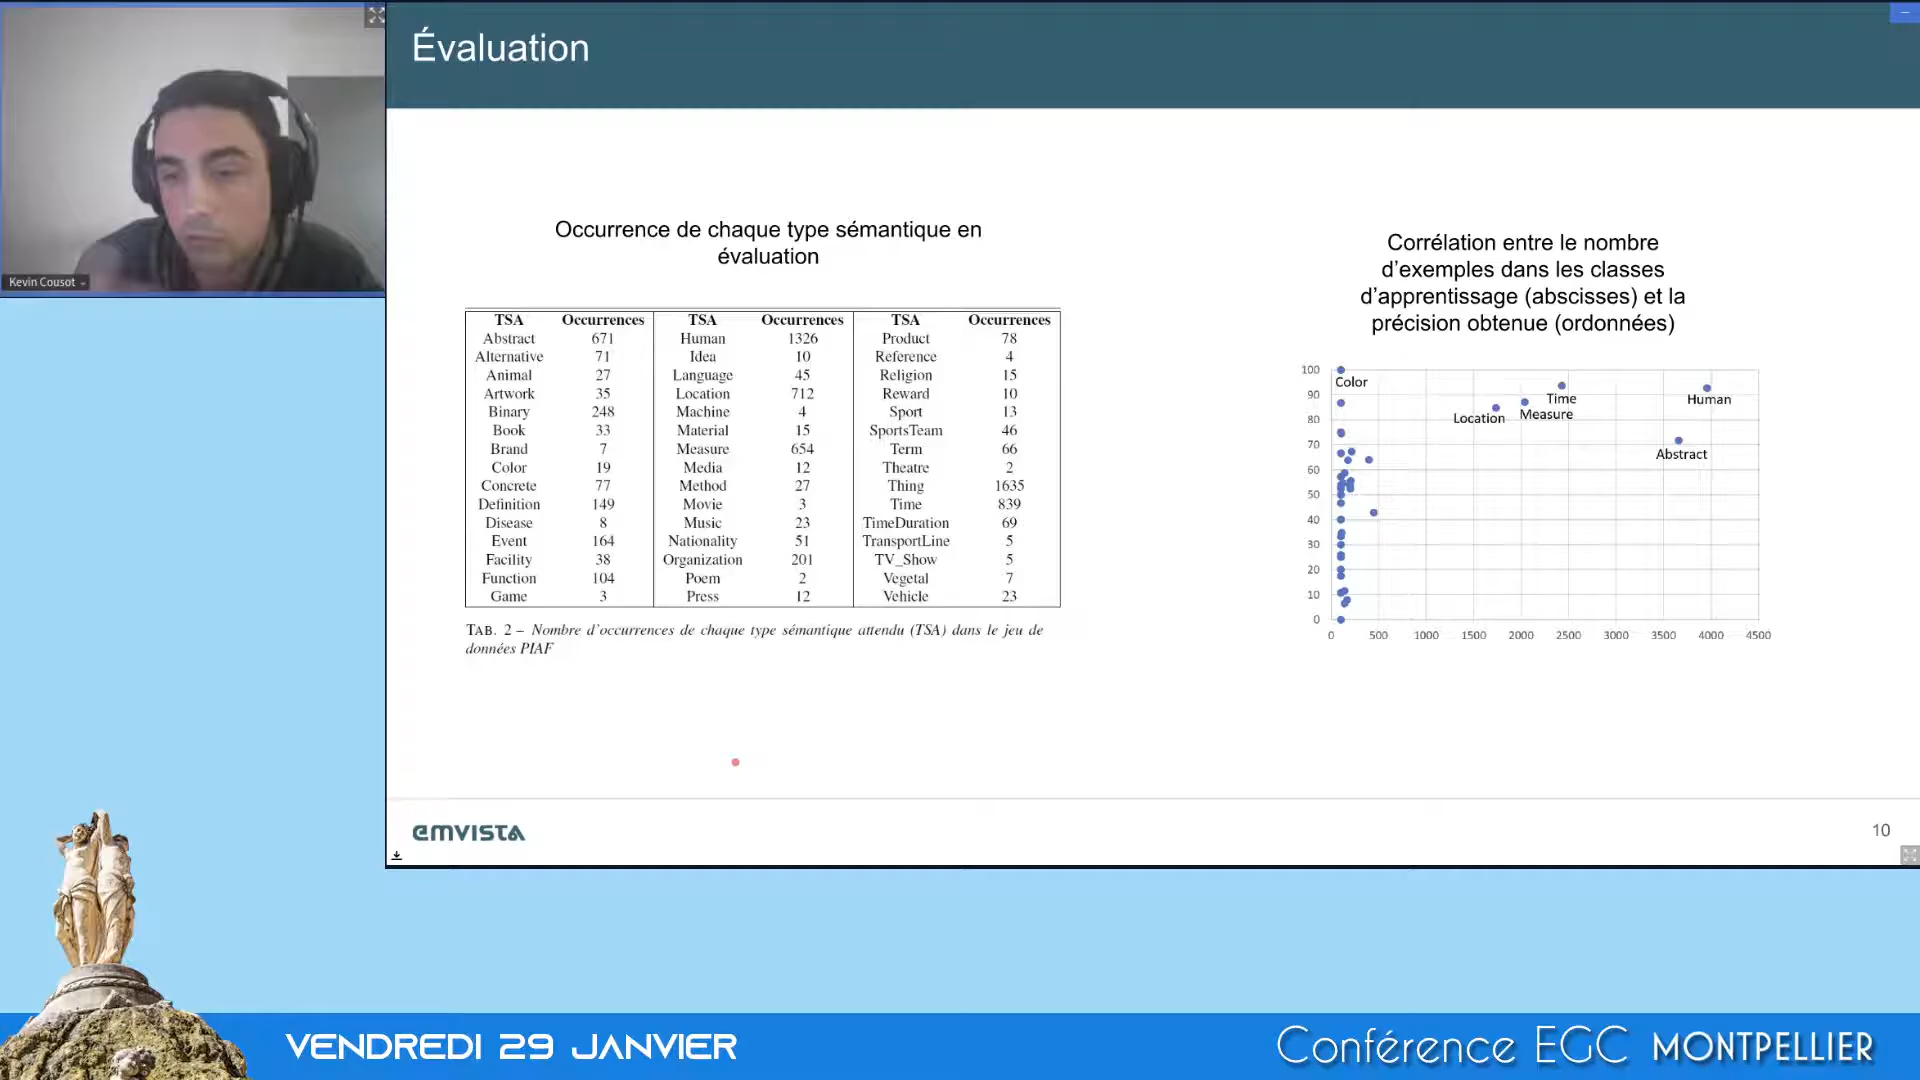 Évaluation
Kevin Cousot
Occurrence de chaque type sémantique en
évaluation
TSA Occurrences TSA Occurrences TSA Occurrences
Abstract 671 Human 1326 Product 78
Alternative 71 Idea 10 Reference 4
Animal 27 Language 45 Religion 15
Artwork 35 Location 712 Reward 10
Binary 248 Machine 4 Sport 13
Book 33 Material 15 SportsTeam 46
Brand 7 Measure 654 Term 66
Color 19 Media 12 Theatre 2
Concrete 77 Method 27 Thing 1635
Definition 149 Movie 3 Time 839
Disease 8 Music 23 TimeDuration 69
Event 164 Nationality 51 TransportLine 5
Facility 38 Organization 201 TV_Show 5
Function 104 Poem 2 Vegetal 7
Game 3 Press 12 Vehicle 23
TAB. 2 – Nombre d'occurrences de chaque type sémantique attendu (TSA) dans le jeu de
données PIAF
Corrélation entre le nombre
d'exemples dans les classes
d'apprentissage (abscisses) et la
précision obtenue (ordonnées)
100
90
80
70
60
50
40
30
20
10
0
Color
Time
Human
Location
Measure
Abstract
0 500 1000 1500 2000 2500 3000 3500 4000 4500
emvista
10
VENDREDI 29 JANVIER
Conférence EGC MONTPELLIER